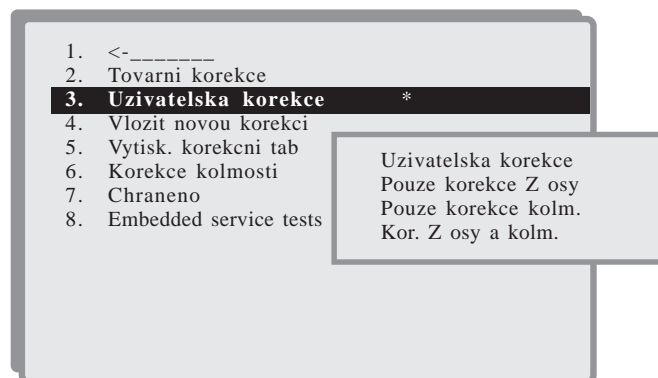 1. <-_______
2. Tovarni korekce
3. Uzivatelska korekce *
4. Vlozit novou korekci
5. Vytisk. korekcni tab
6. Korekce kolmosti
7. Chraneno
8. Embedded service tests
Uzivatelska korekce
Pouze korekce Z osy
Pouze korekce kolm.
Kor. Z osy a kolm.